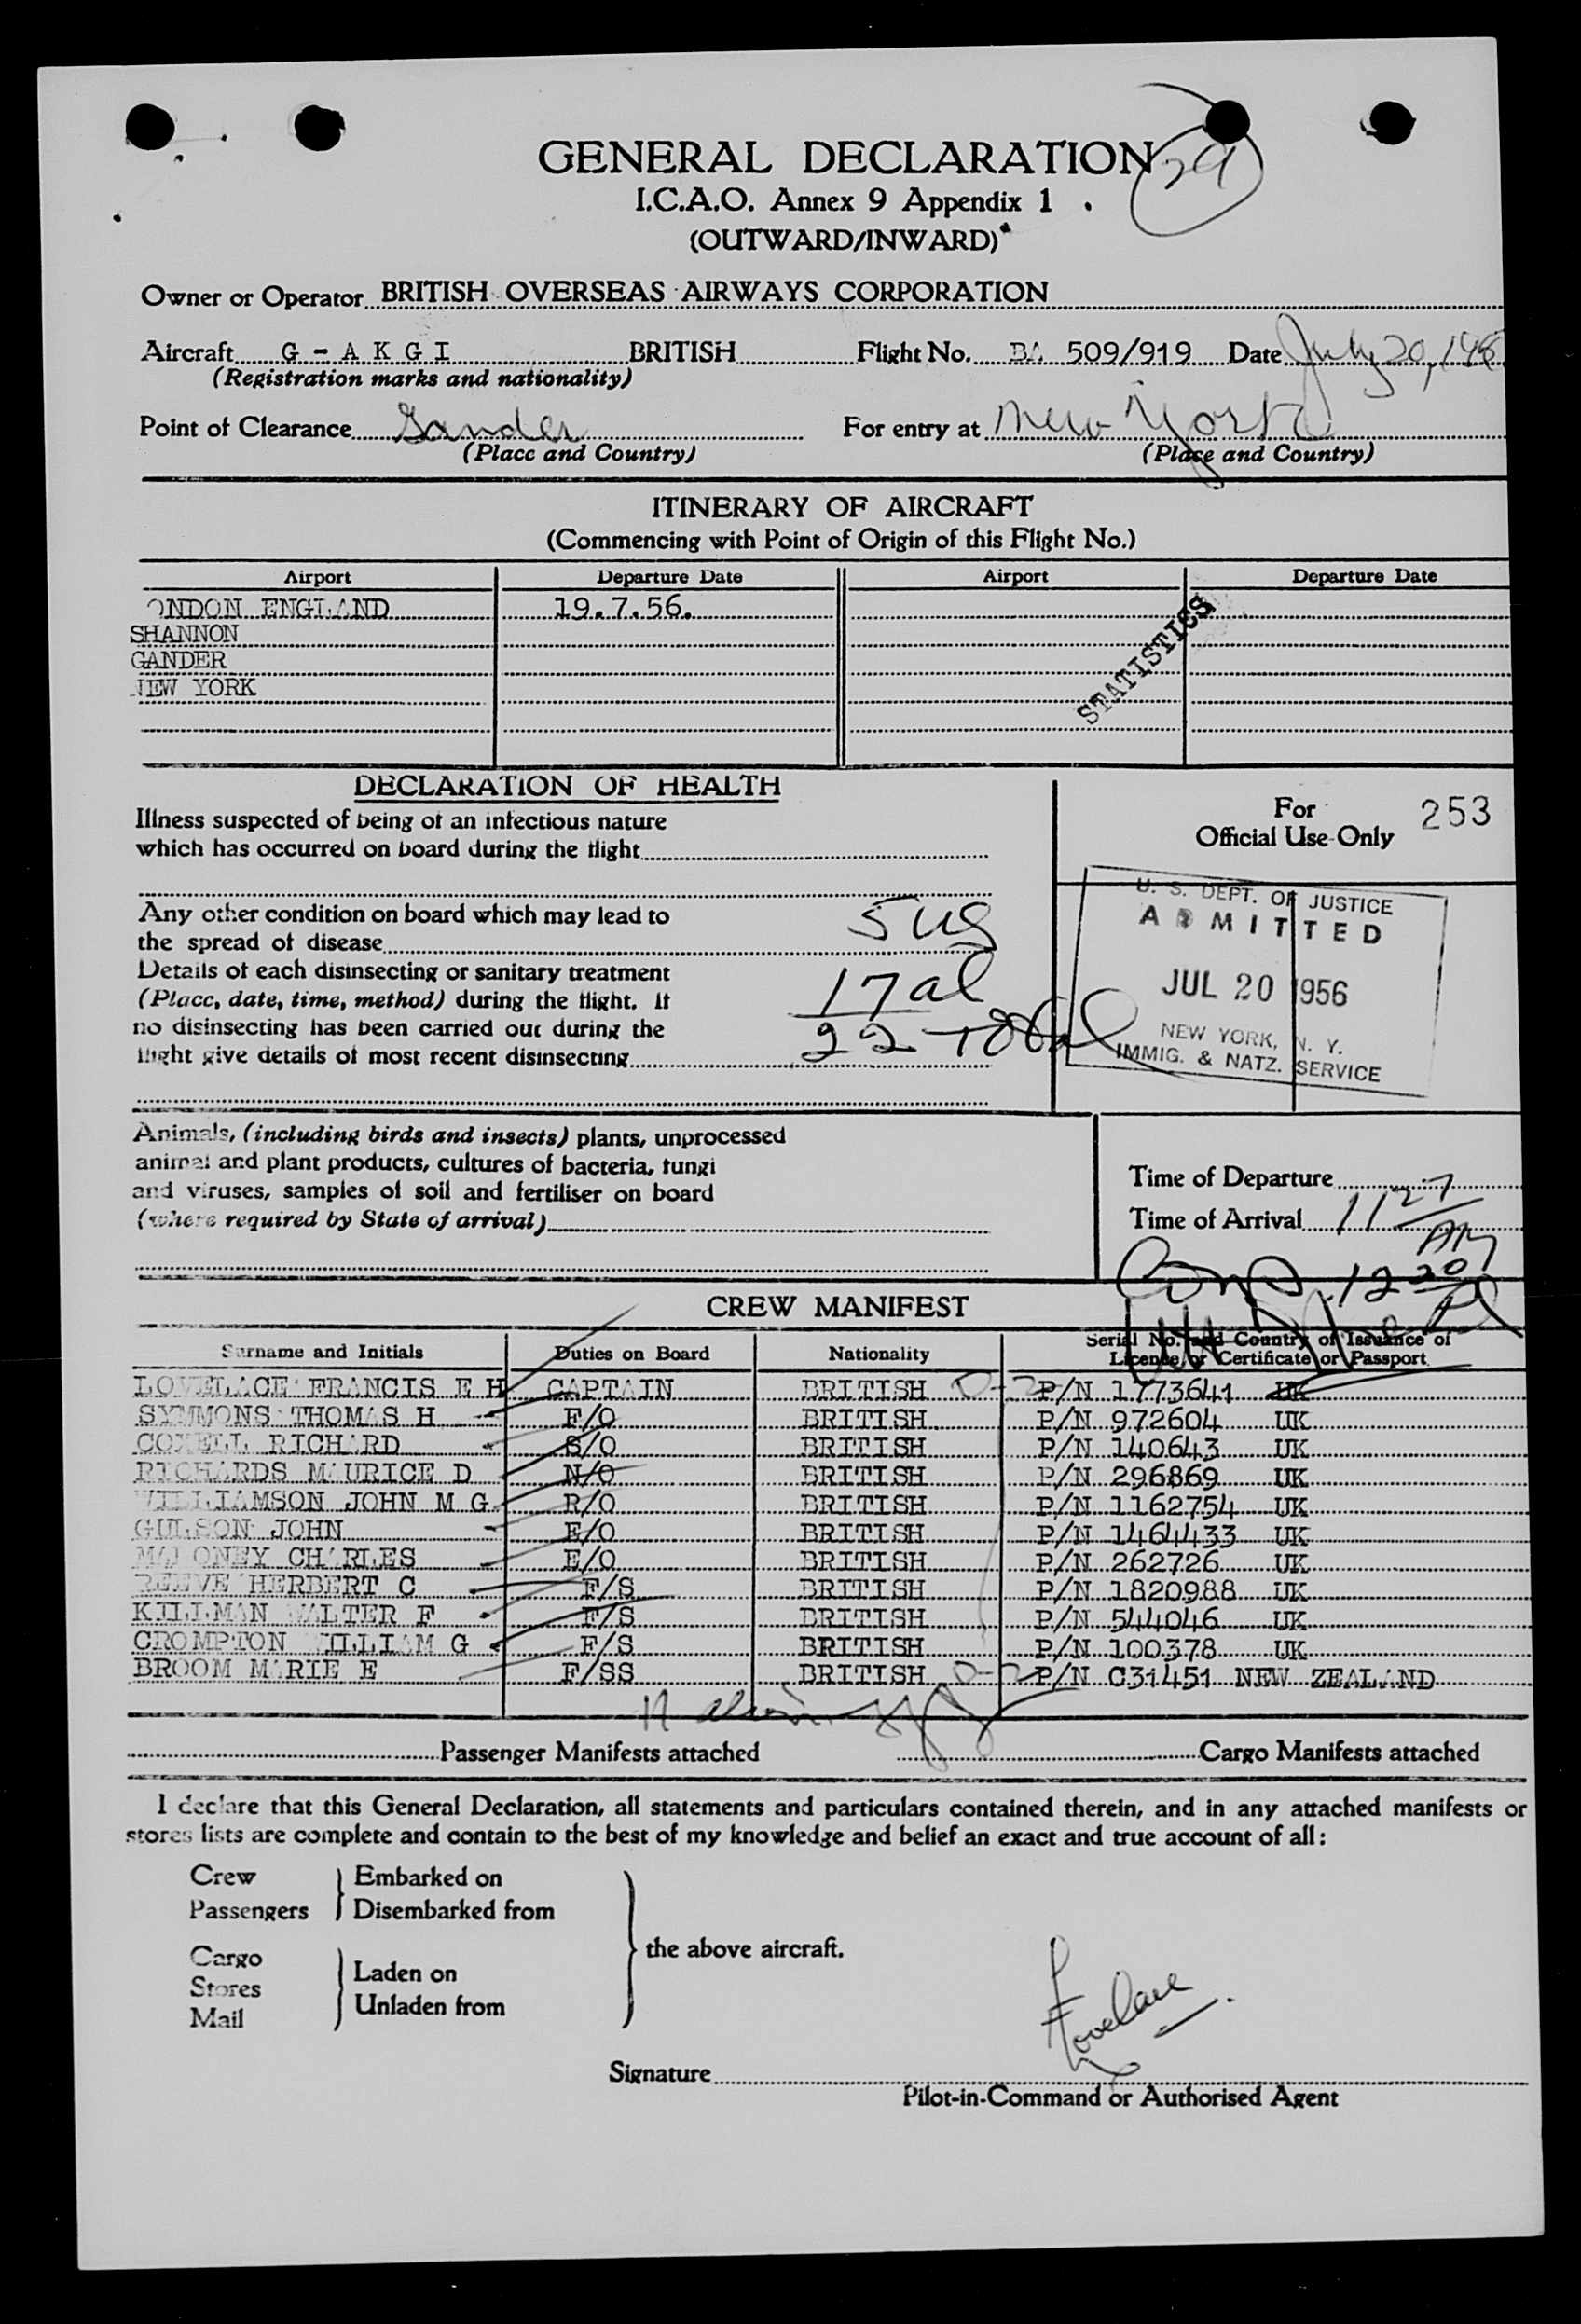 29
GENERAL DECLARATION
I.C.A.O. Annex 9 Appendix 1
(OUTWARD/INWARD)*
Owner or Operator BRITISH OVERSEAS AIRWAYS CORPORATION
Aircraft G - A K G I BRITISH Flight No. BA 509/919 Date July 20,
(Registration marks and nationality)
Point of Clearance Gander For entry at New York
(Place and Country) (Place and Country)
ITINERARY OF AIRCRAFT
(Commencing with Point of Origin of this Flight No.)
Airport Departure Date Airport Departure Date
ONDON ENGLAND 19.7.56.
SHANNON
GANDER
NEW YORK
STATISTICS
DECLARATION OF HEALTH
Illness suspected of being of an infectious nature
which has occurred on board during the flight
Any other condition on board which may lead to
the spread of disease
Details of each disinsecting or sanitary treatment
(Place, date, time, method) during the flight. If
no disinsecting has been carried out during the
flight give details of most recent disinsecting
5 us
17 al
22 total
For
Official Use Only 253
U. S. DEPT. OF JUSTICE
ADMITTED
JUL 20 1956
NEW YORK, N. Y.
IMMIG. & NATZ. SERVICE
Animals, (including birds and insects) plants, unprocessed
animal and plant products, cultures of bacteria, fungi
and viruses, samples of soil and fertiliser on board
(where required by State of arrival)
Time of Departure
Time of Arrival 11 27 AM
Comp. 12 20
CREW MANIFEST
Surname and Initials Duties on Board Nationality Serial No. and Country of Issuance of License or Certificate or Passport
LOVELACE FRANCIS E H CAPTAIN BRITISH D-2 P/N 1773641 UK
SYMMONS THOMAS H F/O BRITISH P/N 972604 UK
COXELL RICHARD S/O BRITISH P/N 140643 UK
RICHARDS MAURICE D N/O BRITISH P/N 296869 UK
WILLIAMSON JOHN M G R/O BRITISH P/N 1162754 UK
GULSON JOHN E/O BRITISH P/N 1464433 UK
MALONEY CHARLES E/O BRITISH P/N 262726 UK
REEVE HERBERT C F/S BRITISH P/N 1820988 UK
KILLMAN WALTER F F/S BRITISH P/N 544046 UK
CROMPTON WILLIAM G F/S BRITISH P/N 100378 UK
BROOM MARIE E F/SS BRITISH D-2 P/N C31451 NEW ZEALAND
Passenger Manifests attached Cargo Manifests attached
I declare that this General Declaration, all statements and particulars contained therein, and in any attached manifests or
stores lists are complete and contain to the best of my knowledge and belief an exact and true account of all:
Crew Embarked on
Passengers Disembarked from
the above aircraft.
Cargo
Stores Laden on
Mail Unladen from
Lovelace
Signature
Pilot-in-Command or Authorised Agent